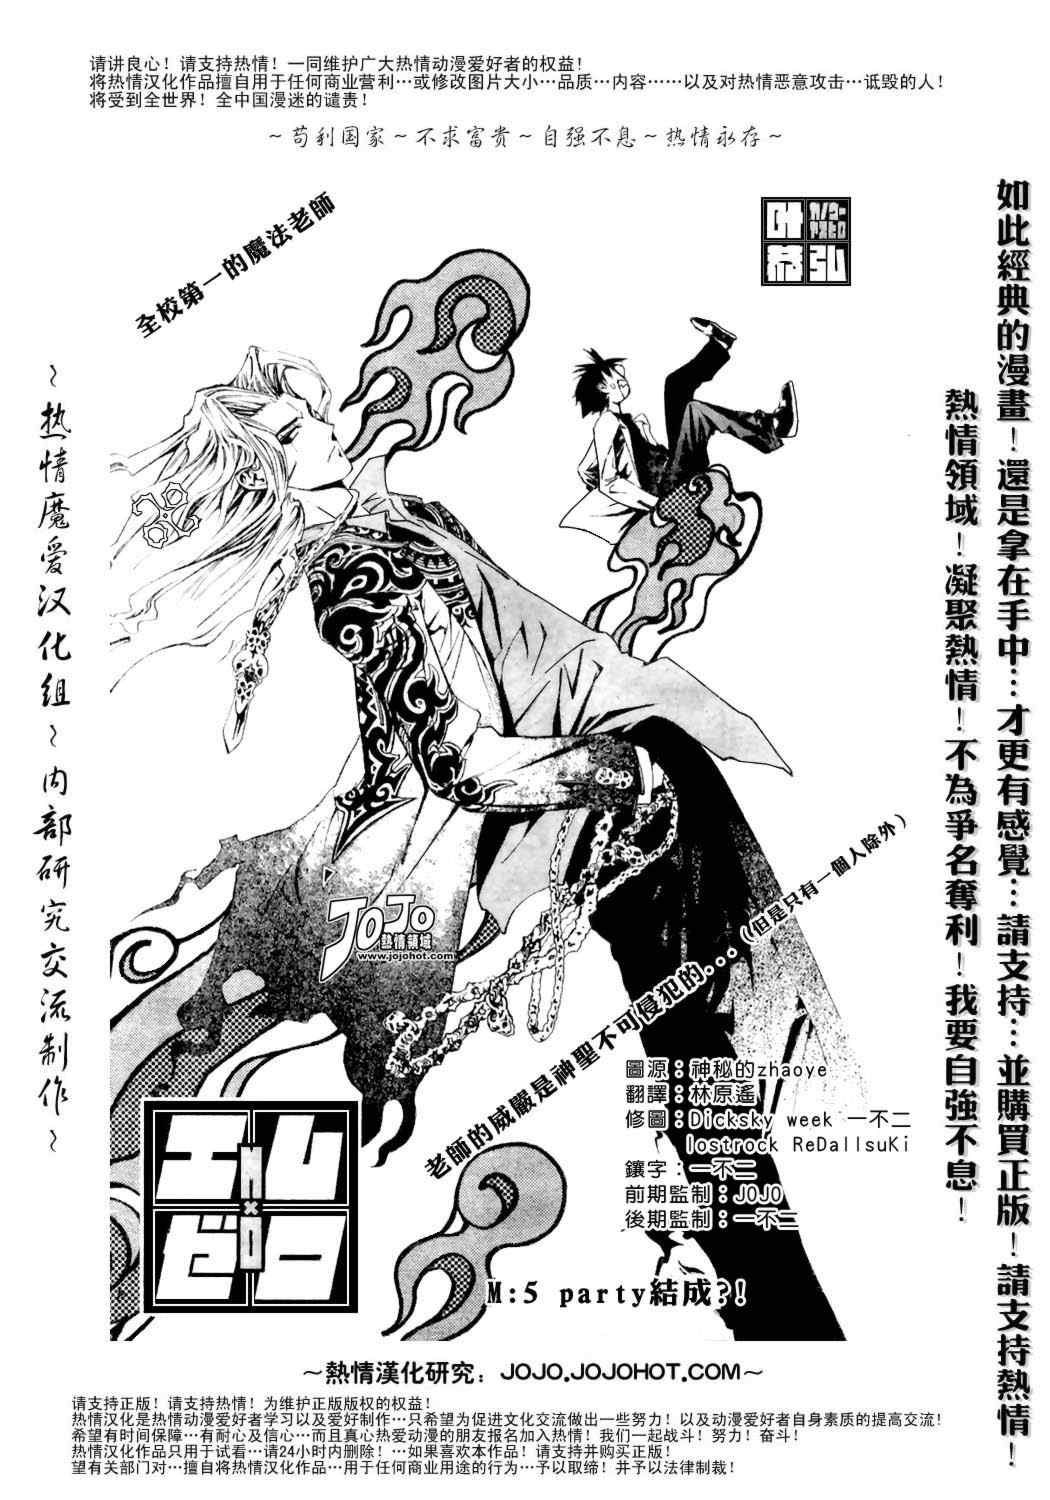 请讲良心！请支持热情！一同维护广大热情动漫爱好者的权益！
将热情汉化作品擅自用于任何商业营利…或修改图片大小…品质…内容……以及对热情恶意攻击…诋毁的人！
将受到全世界！全中国漫迷的谴责！
～苟利国家～不求富贵～自强不息～热情永存～
如此經典的漫畫！還是拿在手中…才更有感覺…請支持…並購買正版！請支持熱情！
熱情領域！凝聚熱情！不為爭名奪利！我要自強不息！
叶恭弘
カノウ
ヤスヒロ
全校第一的魔法老師
～热情魔爱汉化组～内部研究交流制作～
JOJO
熱情領域
www.jojohot.com
老師的威嚴是神聖不可侵犯的...(但是只有一個人除外)
圖源：神秘的zhaoye
翻譯：林原遙
修圖：Dicksky week 一不二
lostrock ReDallsuKi
鑲字：一不二
前期監制：JOJO
後期監制：一不二
エム
M×0
ゼロ
M:5 party結成?!
～熱情漢化研究：JOJO.JOJOHOT.COM～
请支持正版！请支持热情！为维护正版版权的权益！
热情汉化是热情动漫爱好者学习以及爱好制作…只希望为促进文化交流做出一些努力！以及动漫爱好者自身素质的提高交流！
希望有时间保障…有耐心及信心…而且真心热爱动漫的朋友报名加入热情！我们一起战斗！努力！奋斗！
热情汉化作品只用于试看…请24小时内删除！…如果喜欢本作品！请支持并购买正版！
望有关部门对…擅自将热情汉化作品…用于任何商业用途的行为…予以取缔！并予以法律制裁！